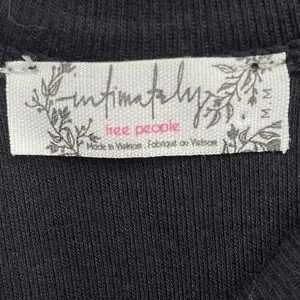 intimately
free people
Made in Vietnam . Fabriqué au Vietnam
M M